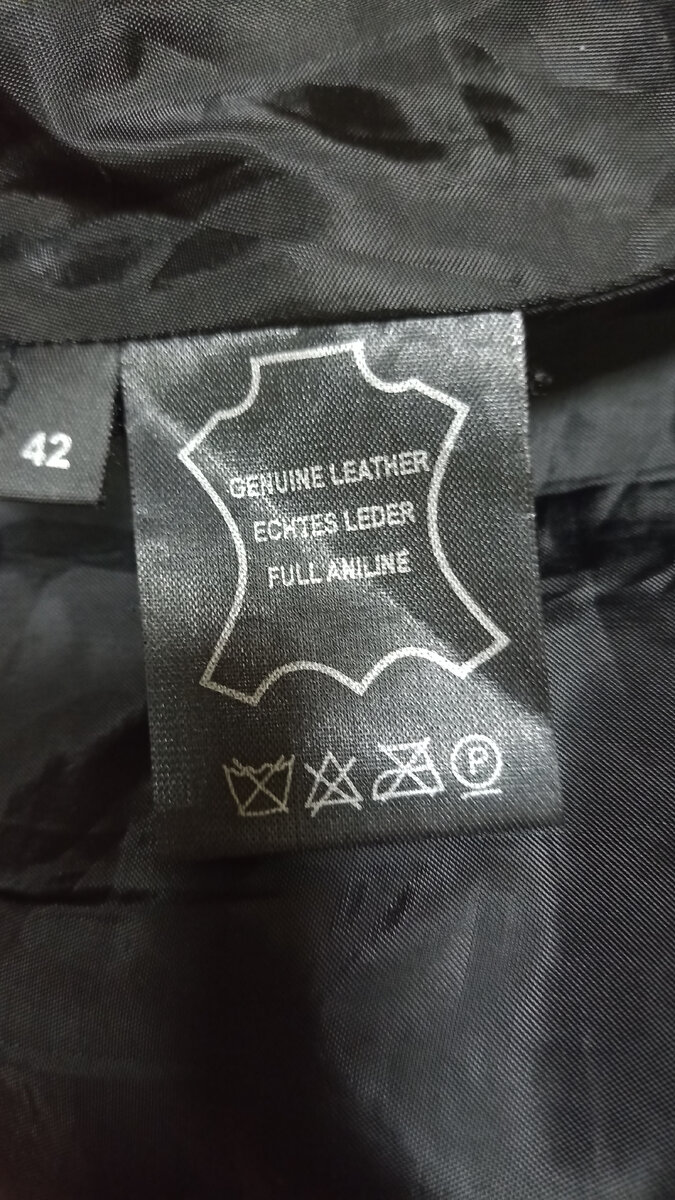 42
GENUINE LEATHER
ECHTES LEDER
FULL ANILINE
P